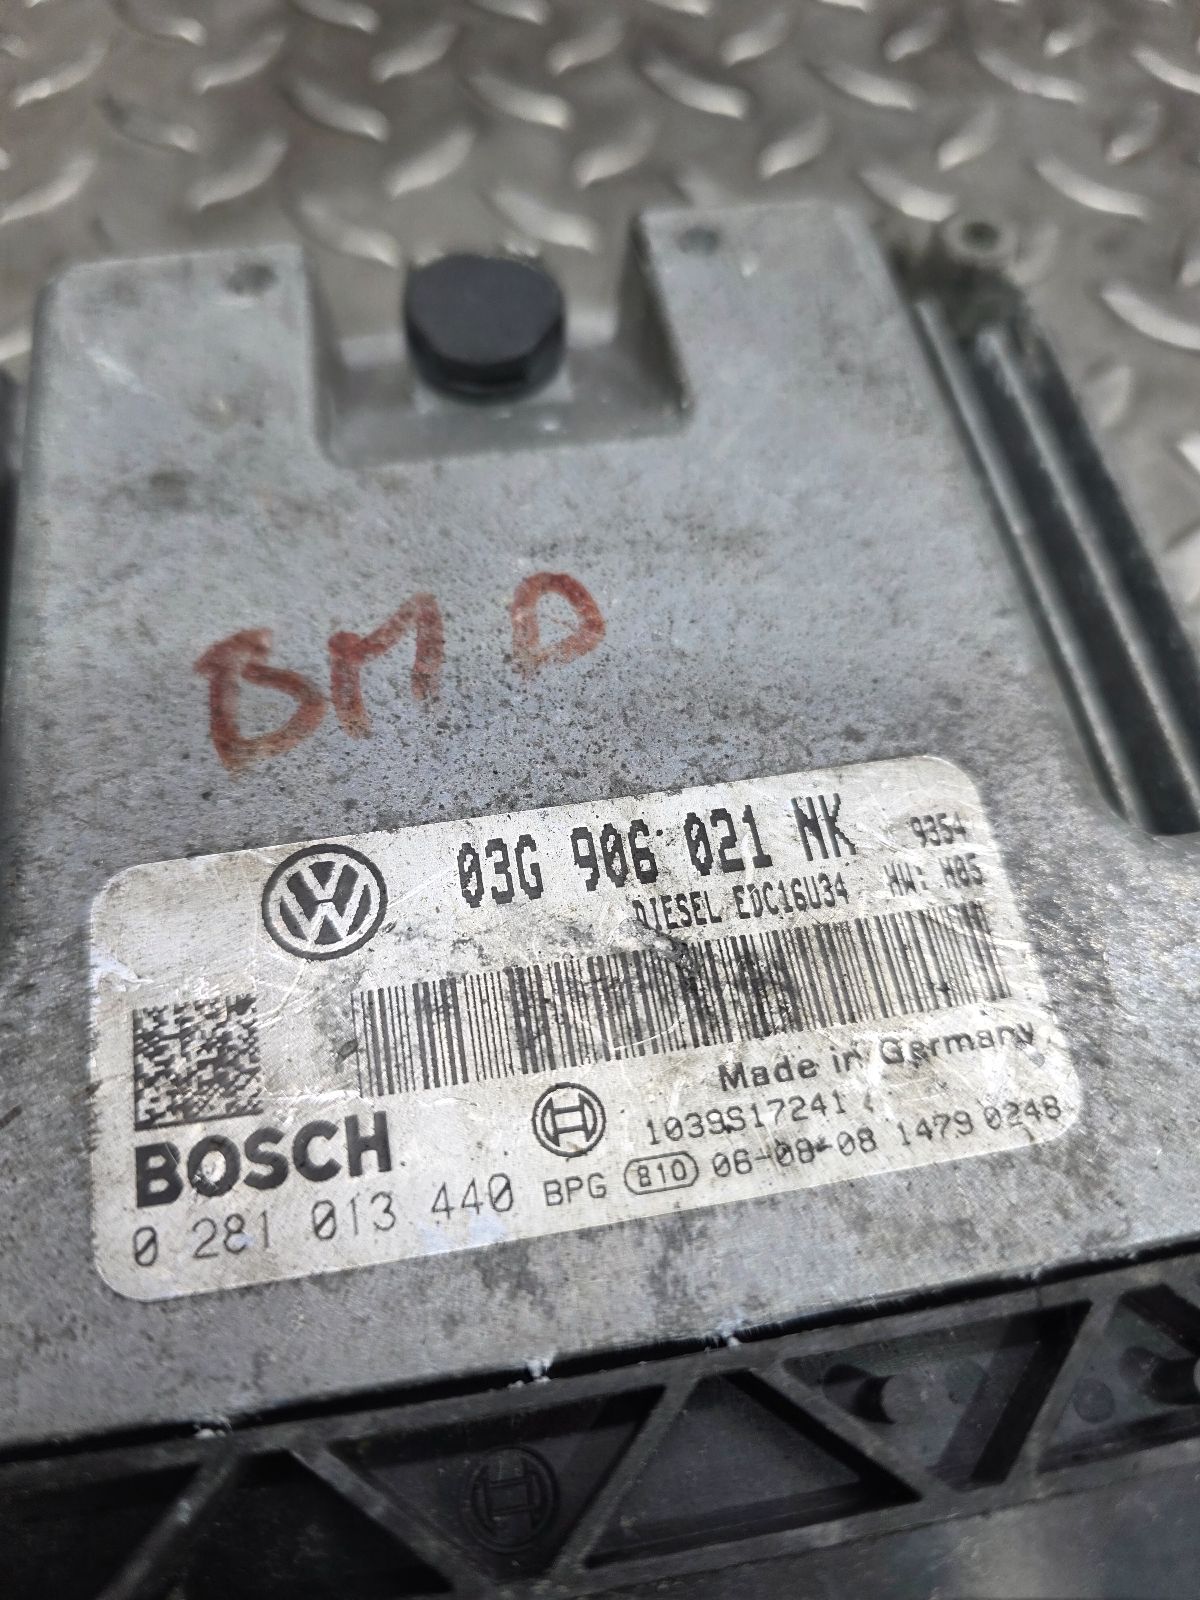 BMD
03G 906 021 NK 9354
DIESEL EDC16U34 HW: H05
Made in Germany
1039S17241
BOSCH
0 281 013 440 BPG 810 06-08-08 1479 0248